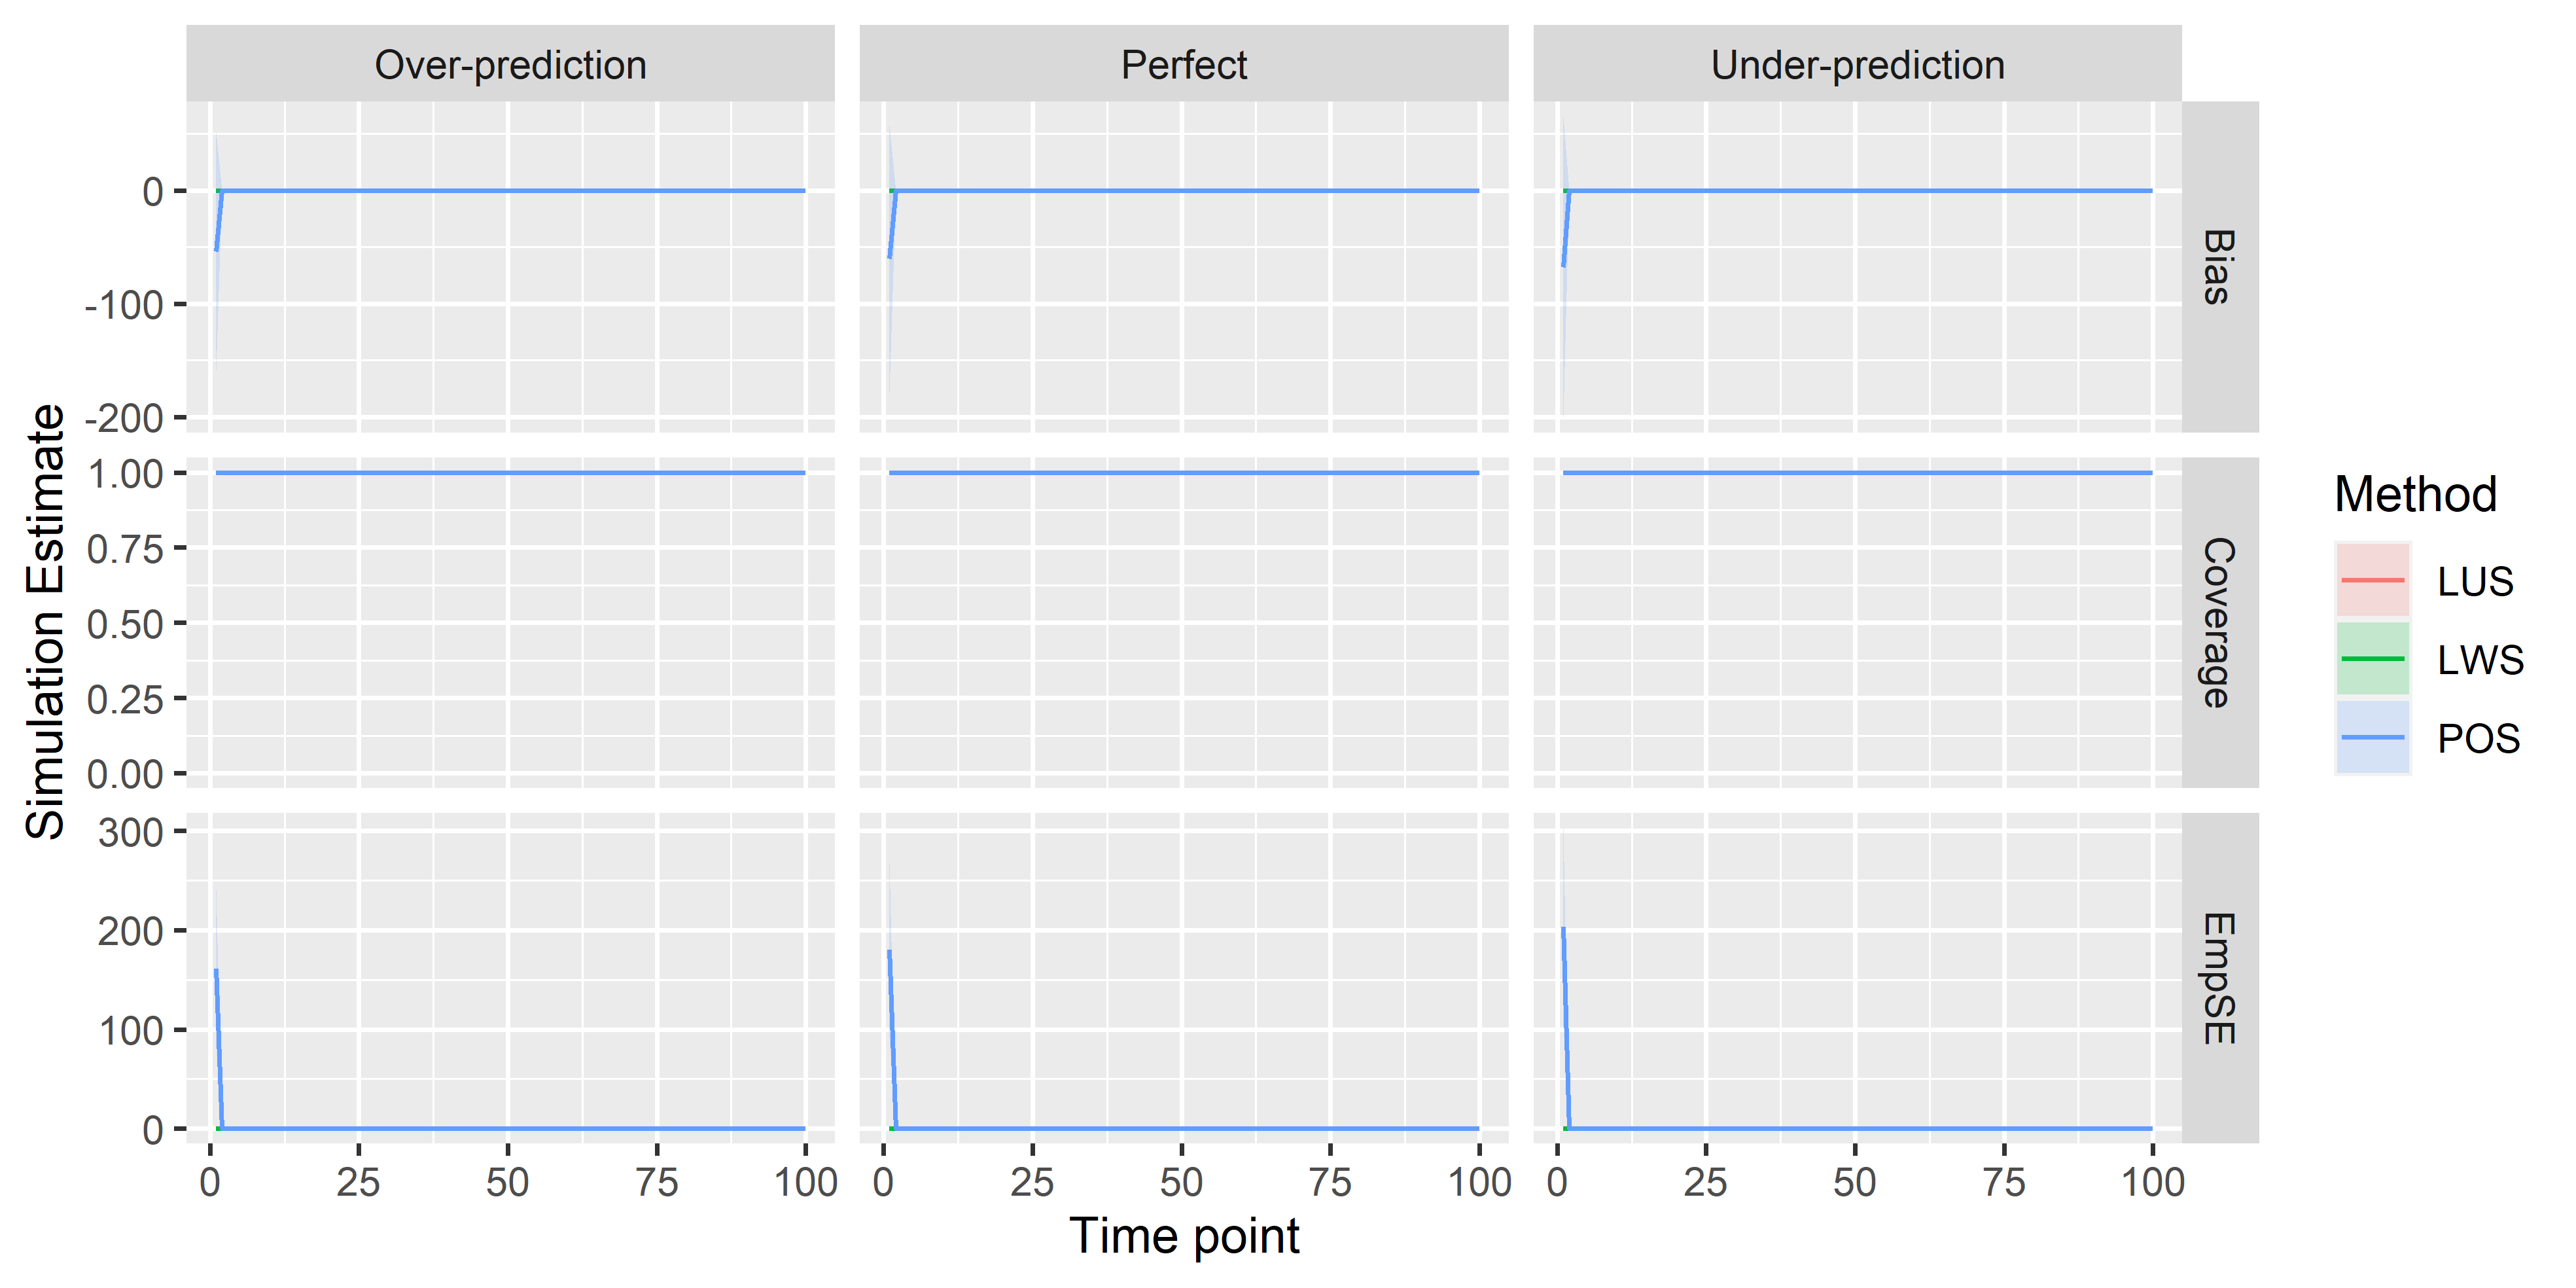 Over-prediction
Perfect
Under-prediction
Simulation Estimate
0
-100
-200
Bias
1.00
0.75
0.50
0.25
0.00
Coverage
300
200
100
0
EmpSE
0 25 50 75 100
0 25 50 75 100
0 25 50 75 100
Time point
Method
LUS
LWS
POS